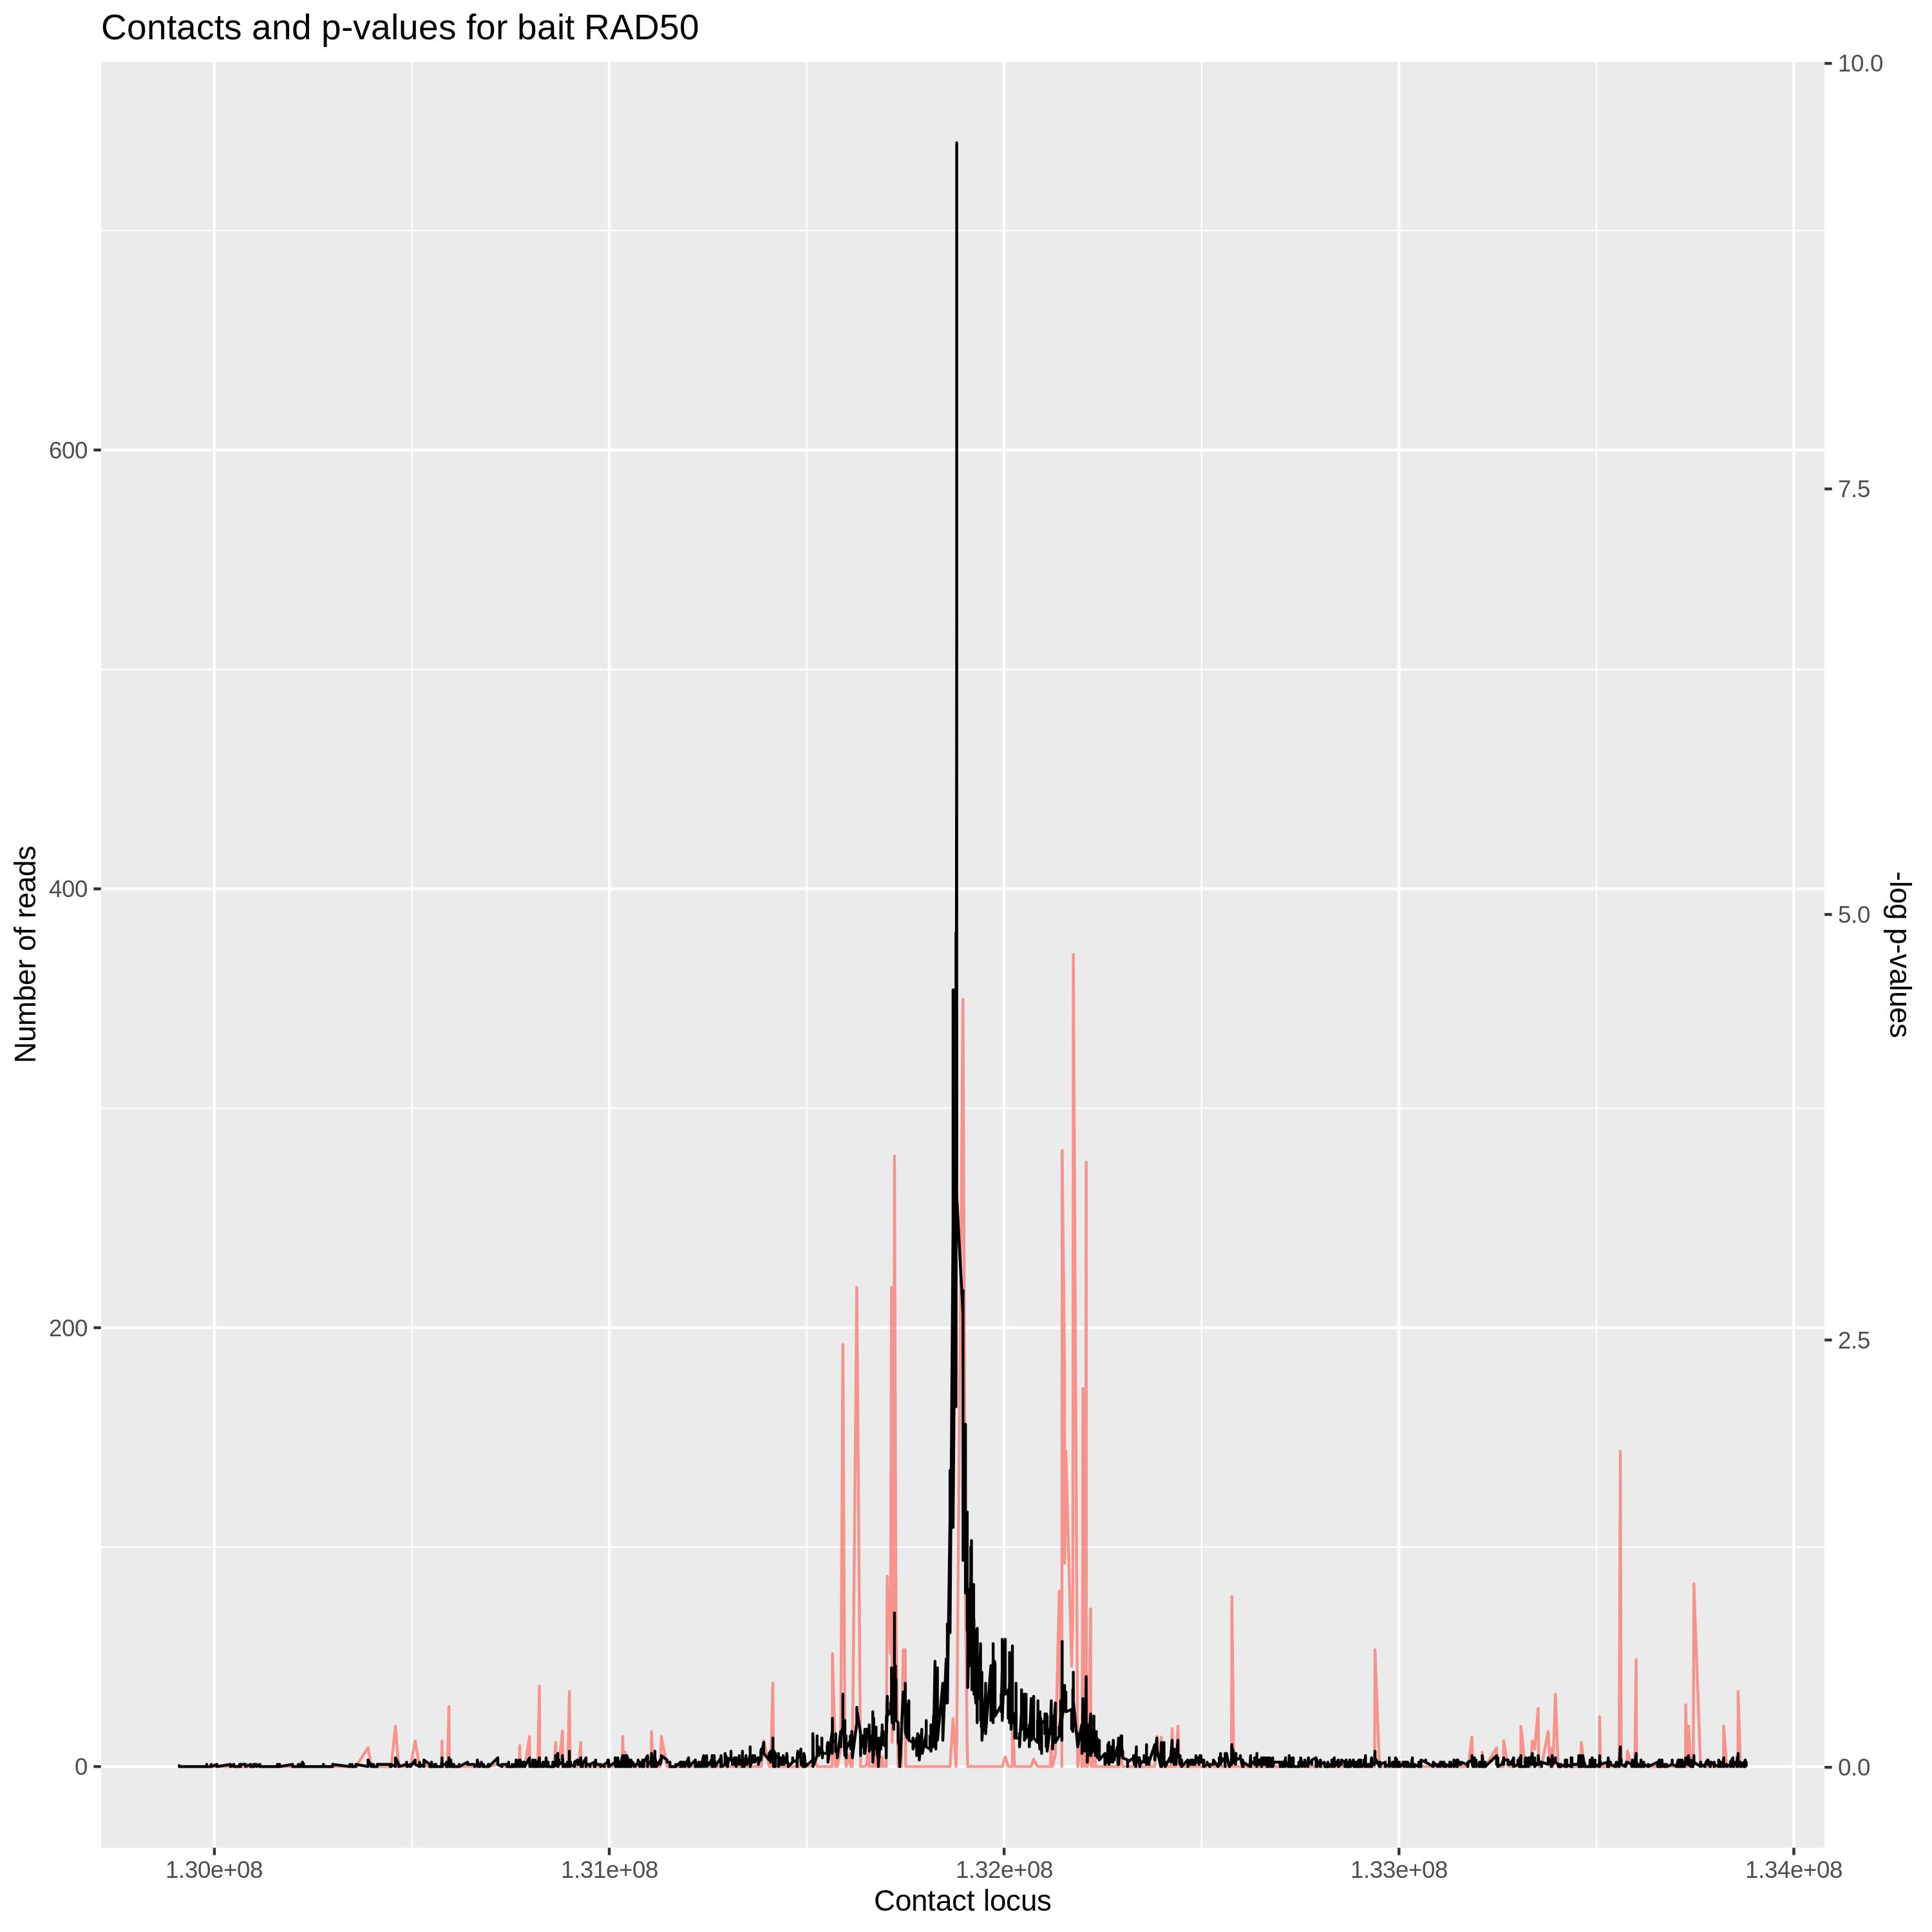 Contacts and p-values for bait RAD50
10.0
600
7.5
Number of reads
400
5.0
-log p-values
200
2.5
0
0.0
1.30e+08 1.31e+08 1.32e+08 1.33e+08 1.34e+08
Contact locus